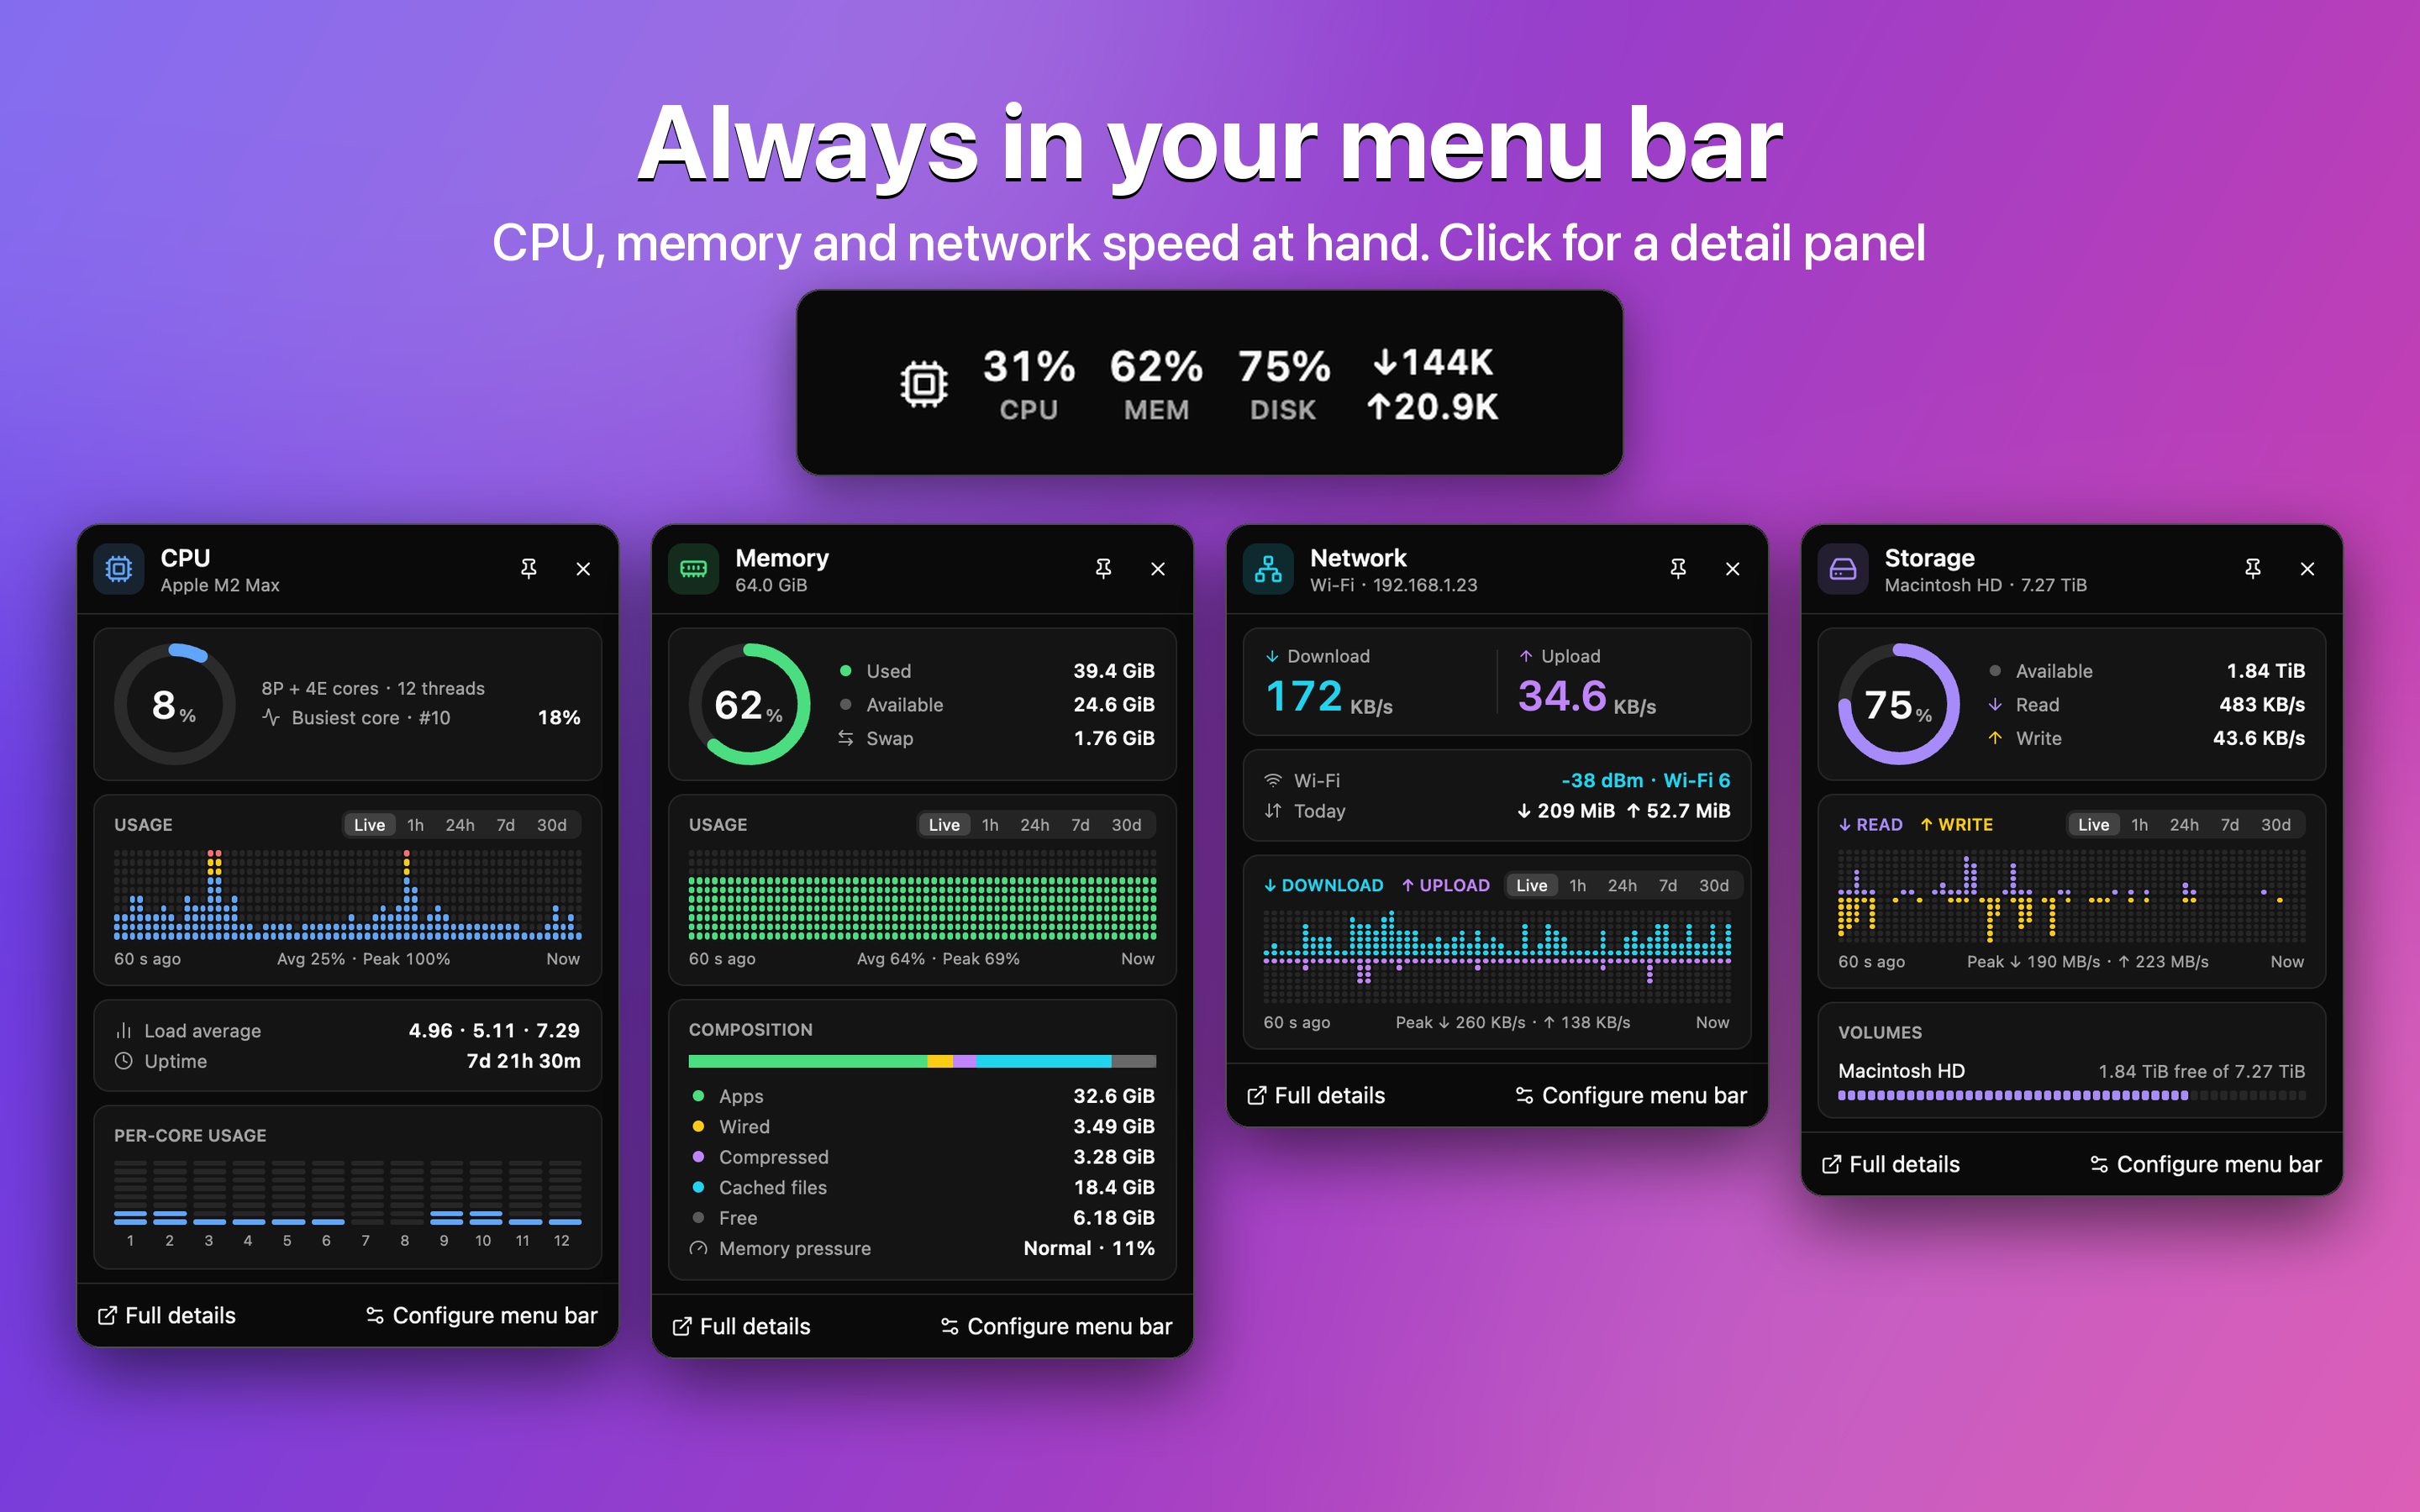 Always in your menu bar
CPU, memory and network speed at hand. Click for a detail panel
31% 62% 75% ↓144K
CPU MEM DISK ↑20.9K
CPU
Apple M2 Max
8%
8P + 4E cores · 12 threads
Busiest core · #10 18%
USAGE Live 1h 24h 7d 30d
60 s ago Avg 25% · Peak 100% Now
Load average 4.96 · 5.11 · 7.29
Uptime 7d 21h 30m
PER-CORE USAGE
1 2 3 4 5 6 7 8 9 10 11 12
Full details Configure menu bar
Memory
64.0 GiB
62%
Used 39.4 GiB
Available 24.6 GiB
Swap 1.76 GiB
USAGE Live 1h 24h 7d 30d
60 s ago Avg 64% · Peak 69% Now
COMPOSITION
Apps 32.6 GiB
Wired 3.49 GiB
Compressed 3.28 GiB
Cached files 18.4 GiB
Free 6.18 GiB
Memory pressure Normal · 11%
Full details Configure menu bar
Network
Wi-Fi · 192.168.1.23
↓ Download ↑ Upload
172 KB/s 34.6 KB/s
Wi-Fi -38 dBm · Wi-Fi 6
Today ↓ 209 MiB ↑ 52.7 MiB
↓ DOWNLOAD ↑ UPLOAD Live 1h 24h 7d 30d
60 s ago Peak ↓ 260 KB/s · ↑ 138 KB/s Now
Full details Configure menu bar
Storage
Macintosh HD · 7.27 TiB
75%
Available 1.84 TiB
↓ Read 483 KB/s
↑ Write 43.6 KB/s
↓ READ ↑ WRITE Live 1h 24h 7d 30d
60 s ago Peak ↓ 190 MB/s · ↑ 223 MB/s Now
VOLUMES
Macintosh HD 1.84 TiB free of 7.27 TiB
Full details Configure menu bar